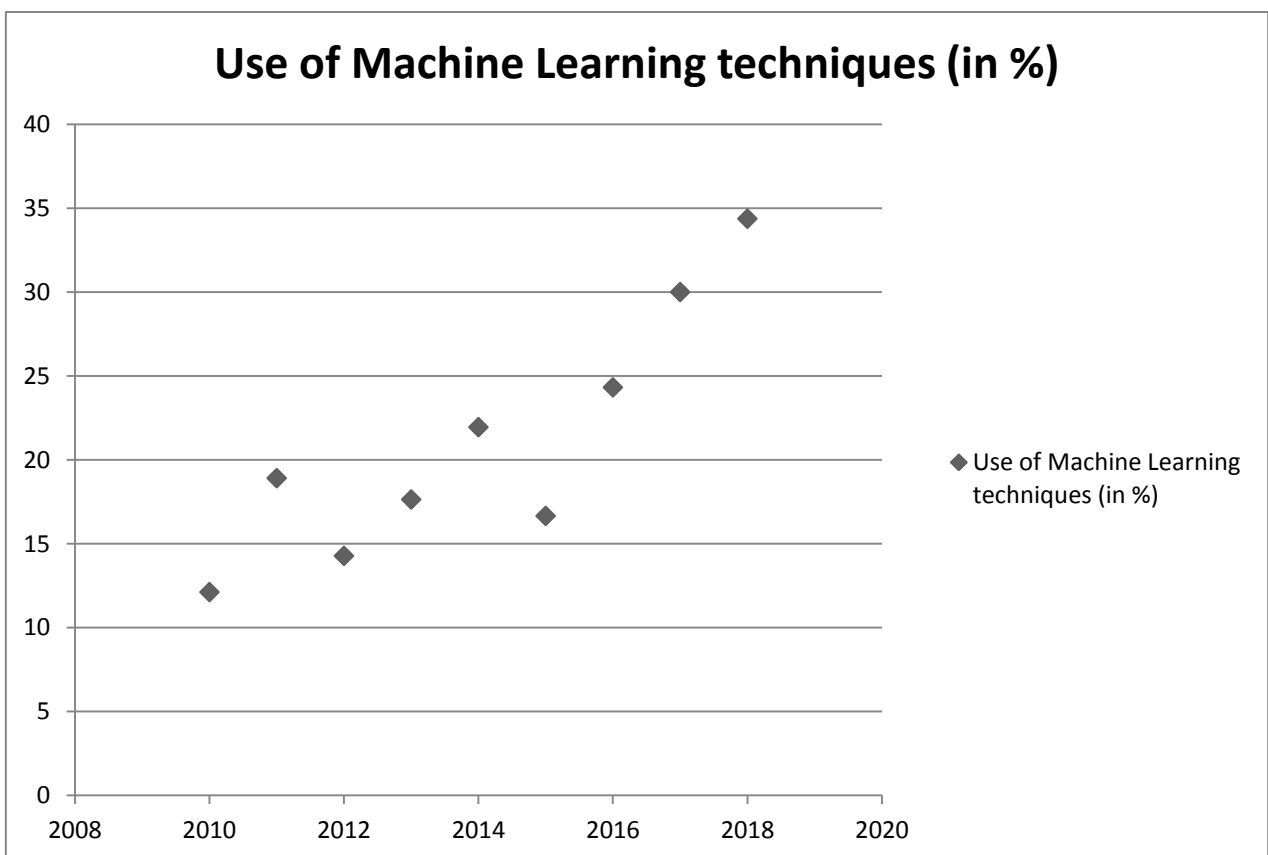 Use of Machine Learning techniques (in %)
40
35
30
25
20
15
10
5
0
2008 2010 2012 2014 2016 2018 2020
Use of Machine Learning
techniques (in %)